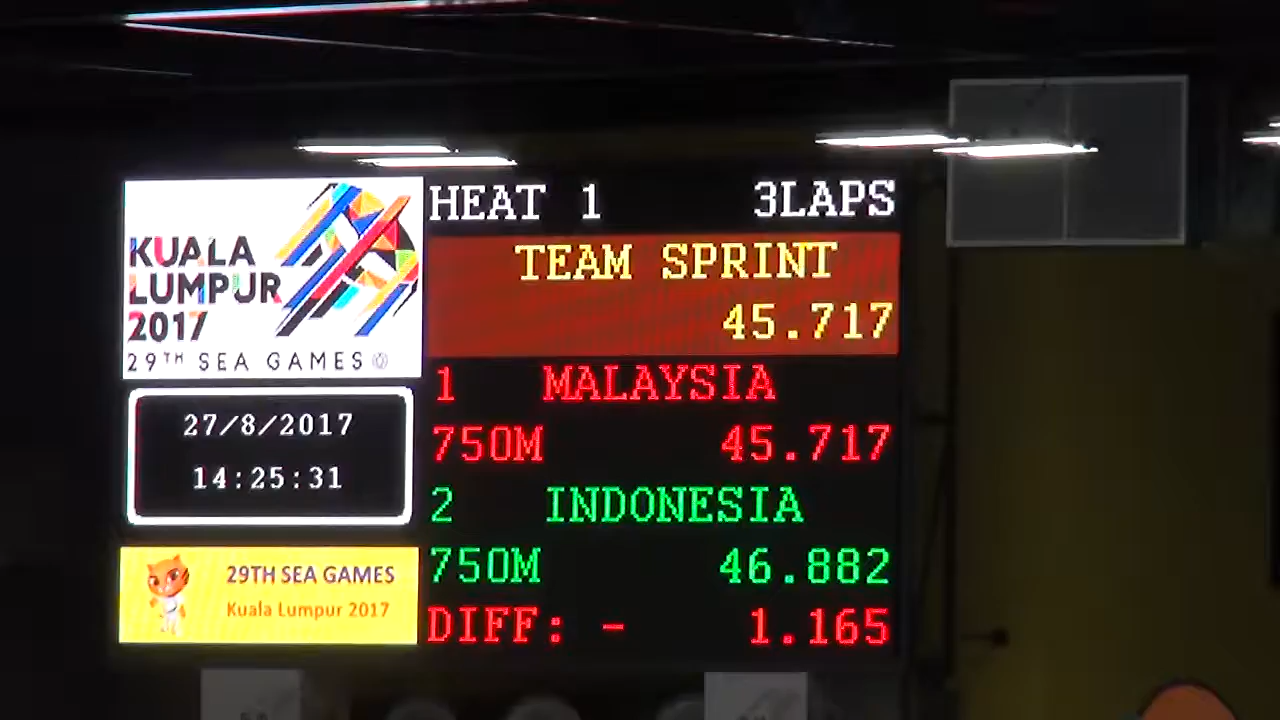 KUALA
LUMPUR
2017
29TH SEA GAMES
27/8/2017
14:25:31
29TH SEA GAMES
Kuala Lumpur 2017
HEAT 1 3LAPS
TEAM SPRINT
45.717
1 MALAYSIA
750M 45.717
2 INDONESIA
750M 46.882
DIFF: - 1.165